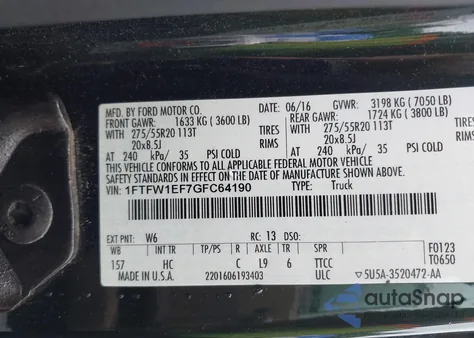 MFD. BY FORD MOTOR CO. 06/16 GVWR: 3198 KG ( 7050 LB)
FRONT GAWR: 1633 KG ( 3600 LB) REAR GAWR: 1724 KG ( 3800 LB)
WITH 275/55R20 113T TIRES WITH 275/55R20 113T TIRES
20x8.5J RIMS 20x8.5J RIMS
AT 240 kPa/ 35 PSI COLD AT 240 kPa/ 35 PSI COLD
THIS VEHICLE CONFORMS TO ALL APPLICABLE FEDERAL MOTOR VEHICLE
SAFETY STANDARDS IN EFFECT ON THE DATE OF MANUFACTURE SHOWN ABOVE.
VIN: 1FTFW1EF7GFC64190 TYPE: Truck
EXT PNT: W6 RC: 13 DSO: F0123
WB INT TR TP/PS R AXLE TR SPR T0650
157 HC C L9 6 TTCC
MADE IN U.S.A. 2201606193403 ULC ▽5U5A-3520472-AA
autoSnap